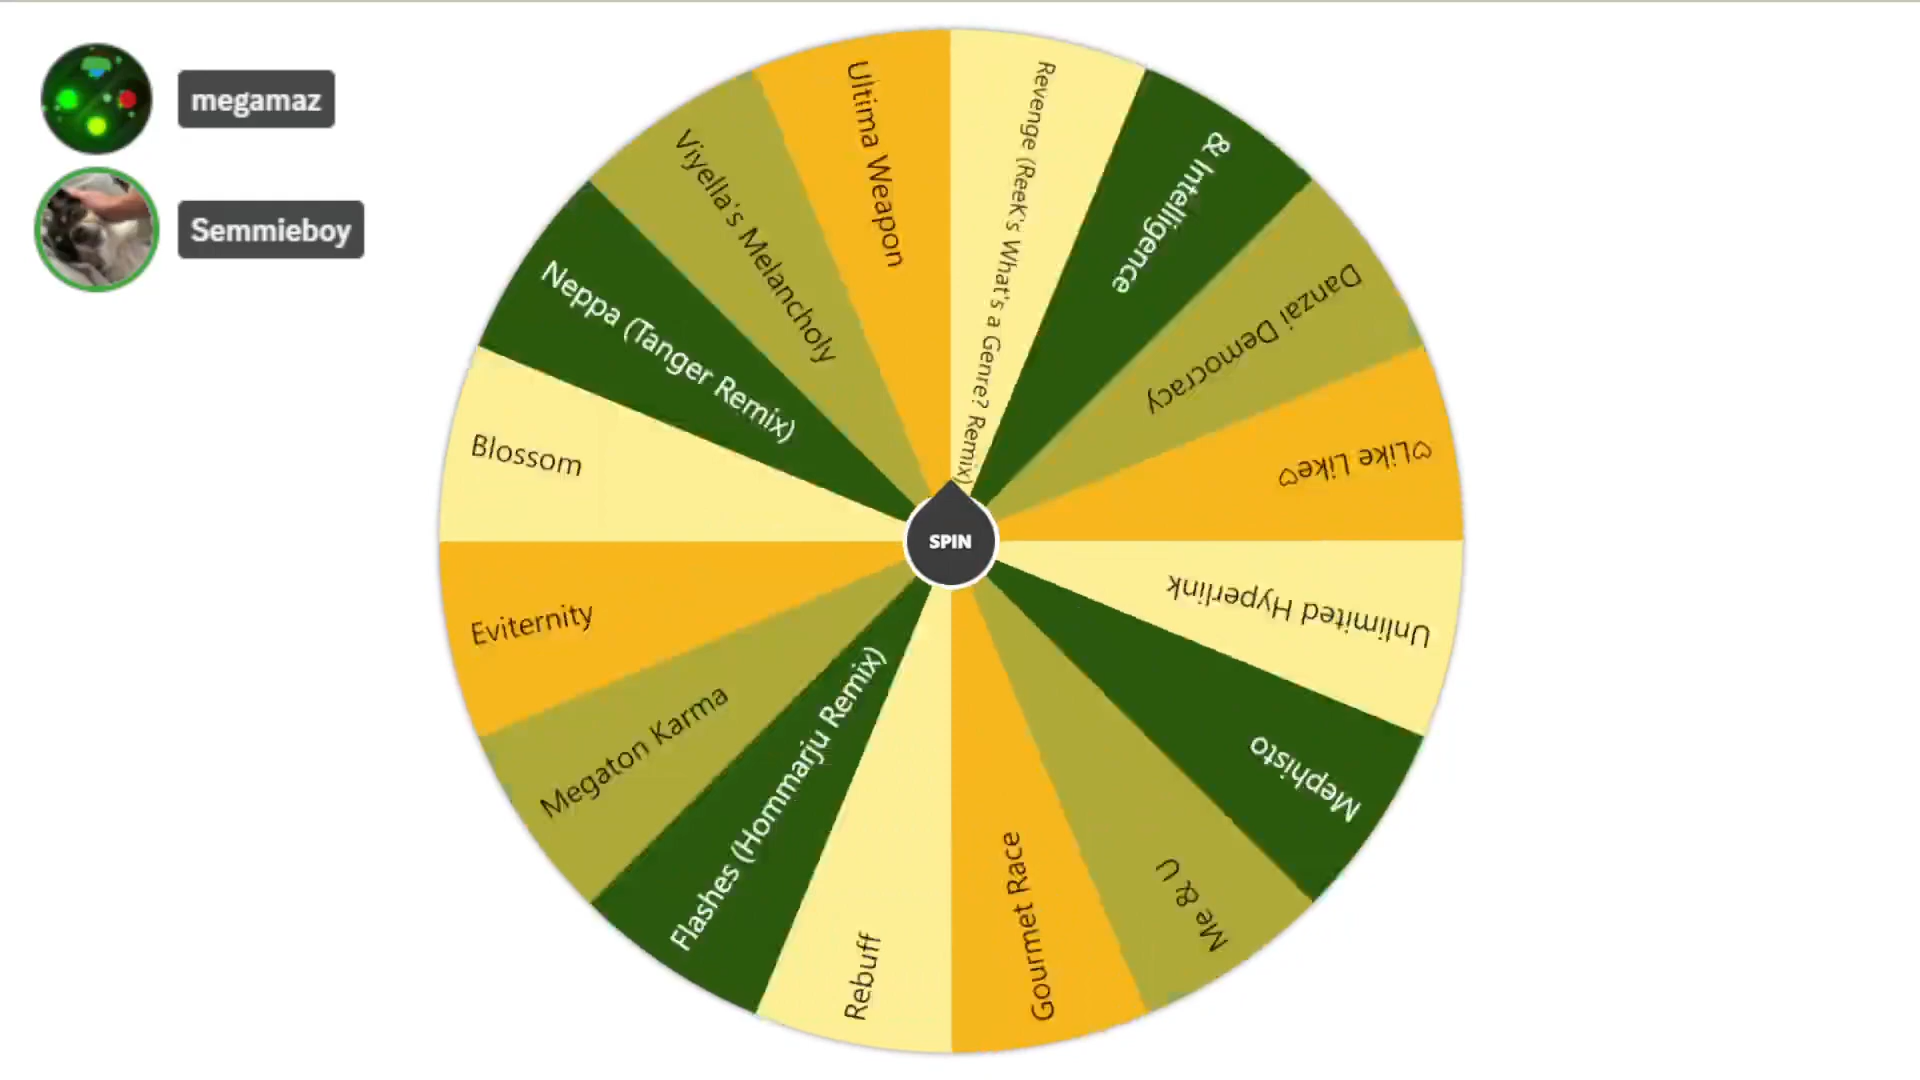 megamaz
Semmieboy
Revenge (ReeK's What's a Genre? Remix)
& Intelligence
Danzai Democracy
♡Like Like♡
Unlimited Hyperlink
Mephisto
Me & U
Gourmet Race
Rebuff
Flashes (Hommarju Remix)
Megaton Karma
Eviternity
Blossom
Neppa (Tanger Remix)
Viyella's Melancholy
Ultima Weapon
SPIN